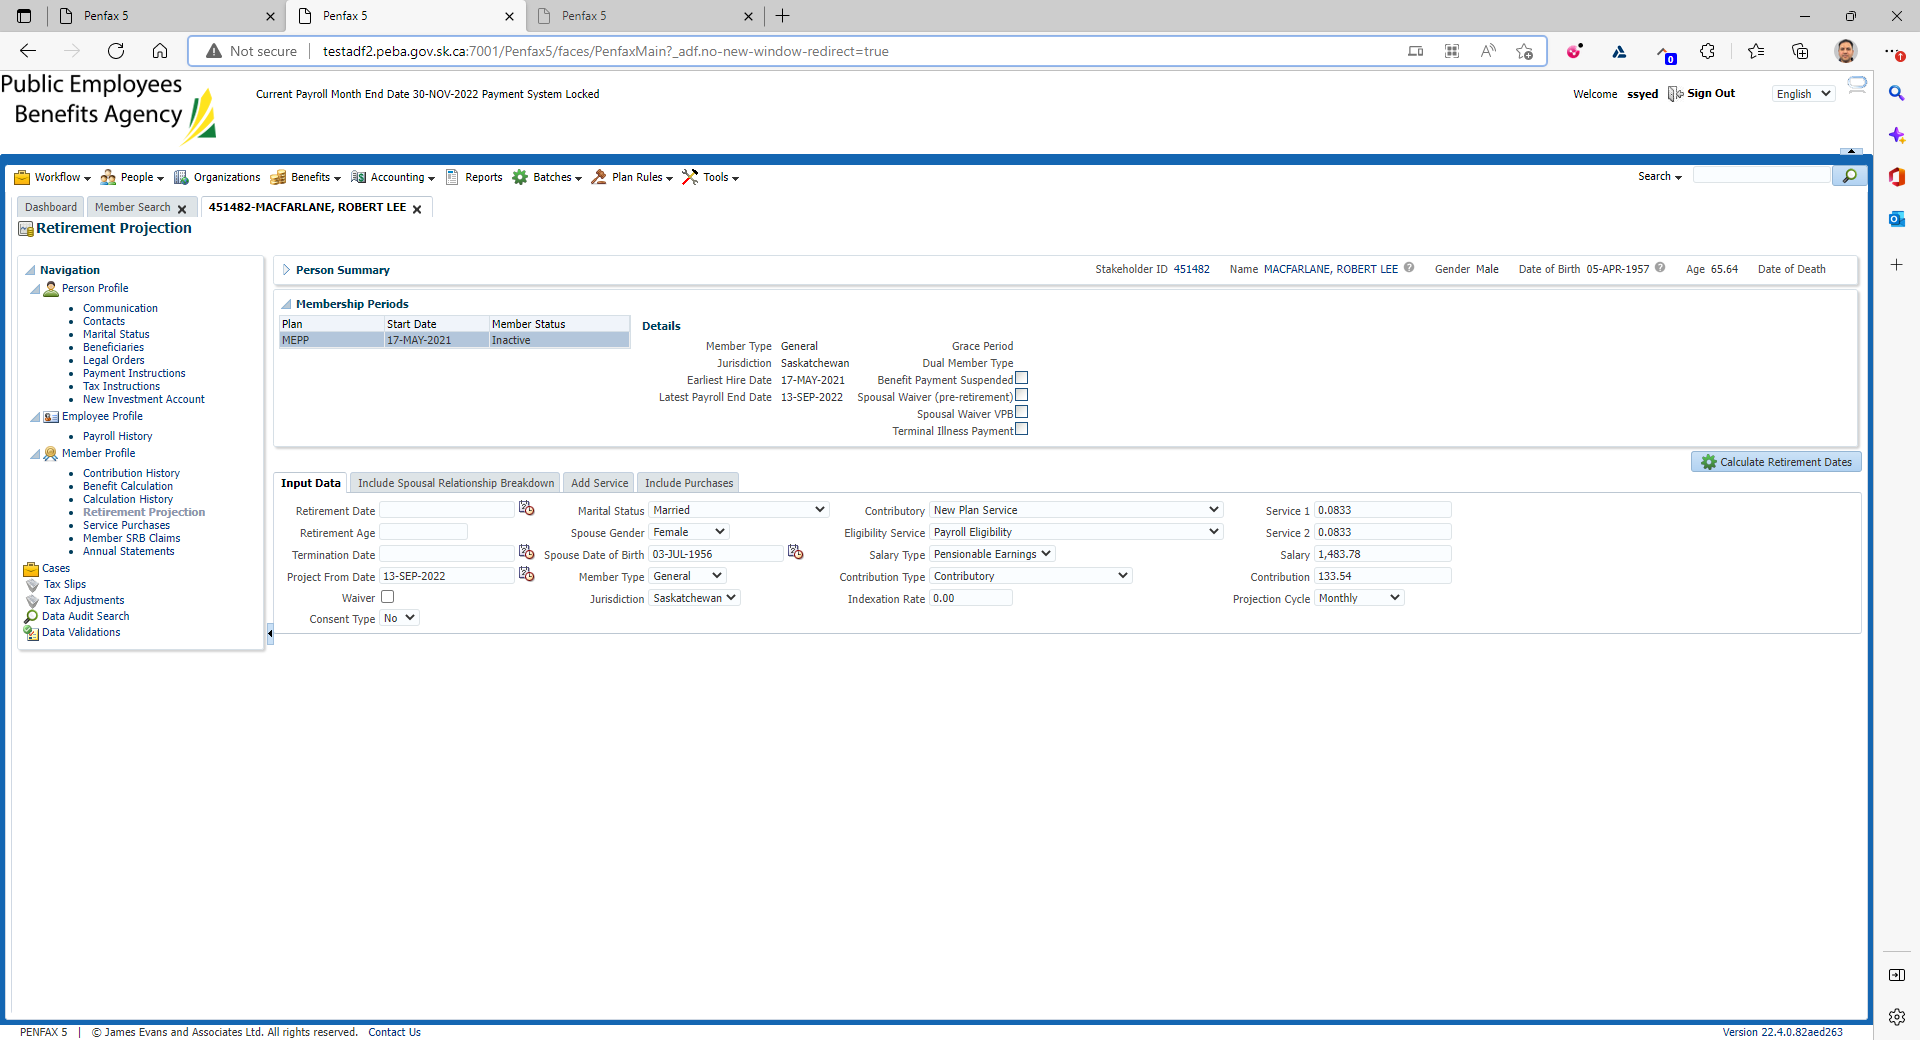 Penfax 5
Penfax 5
Penfax 5
Not secure
testadf2.peba.gov.sk.ca:7001/Penfax5/faces/PenfaxMain?_adf.no-new-window-redirect=true
0
1
Public Employees
Benefits Agency
Current Payroll Month End Date 30-NOV-2022 Payment System Locked
Welcome ssyed Sign Out English
Workflow People Organizations Benefits Accounting Reports Batches Plan Rules Tools Search
Dashboard Member Search 451482-MACFARLANE, ROBERT LEE
Retirement Projection
Navigation
Person Profile
Communication
Contacts
Marital Status
Beneficiaries
Legal Orders
Payment Instructions
Tax Instructions
New Investment Account
Employee Profile
Payroll History
Member Profile
Contribution History
Benefit Calculation
Calculation History
Retirement Projection
Service Purchases
Member SRB Claims
Annual Statements
Cases
Tax Slips
Tax Adjustments
Data Audit Search
Data Validations
Person Summary Stakeholder ID 451482 Name MACFARLANE, ROBERT LEE Gender Male Date of Birth 05-APR-1957 Age 65.64 Date of Death
Membership Periods
Plan Start Date Member Status
MEPP 17-MAY-2021 Inactive
Details
Member Type General Grace Period
Jurisdiction Saskatchewan Dual Member Type
Earliest Hire Date 17-MAY-2021 Benefit Payment Suspended
Latest Payroll End Date 13-SEP-2022 Spousal Waiver (pre-retirement)
Spousal Waiver VPB
Terminal Illness Payment
Calculate Retirement Dates
Input Data Include Spousal Relationship Breakdown Add Service Include Purchases
Retirement Date Marital Status Married Contributory New Plan Service Service 1 0.0833
Retirement Age Spouse Gender Female Eligibility Service Payroll Eligibility Service 2 0.0833
Termination Date Spouse Date of Birth 03-JUL-1956 Salary Type Pensionable Earnings Salary 1,483.78
Project From Date 13-SEP-2022 Member Type General Contribution Type Contributory Contribution 133.54
Waiver Jurisdiction Saskatchewan Indexation Rate 0.00 Projection Cycle Monthly
Consent Type No
PENFAX 5 | © James Evans and Associates Ltd. All rights reserved. Contact Us
Version 22.4.0.82aed263